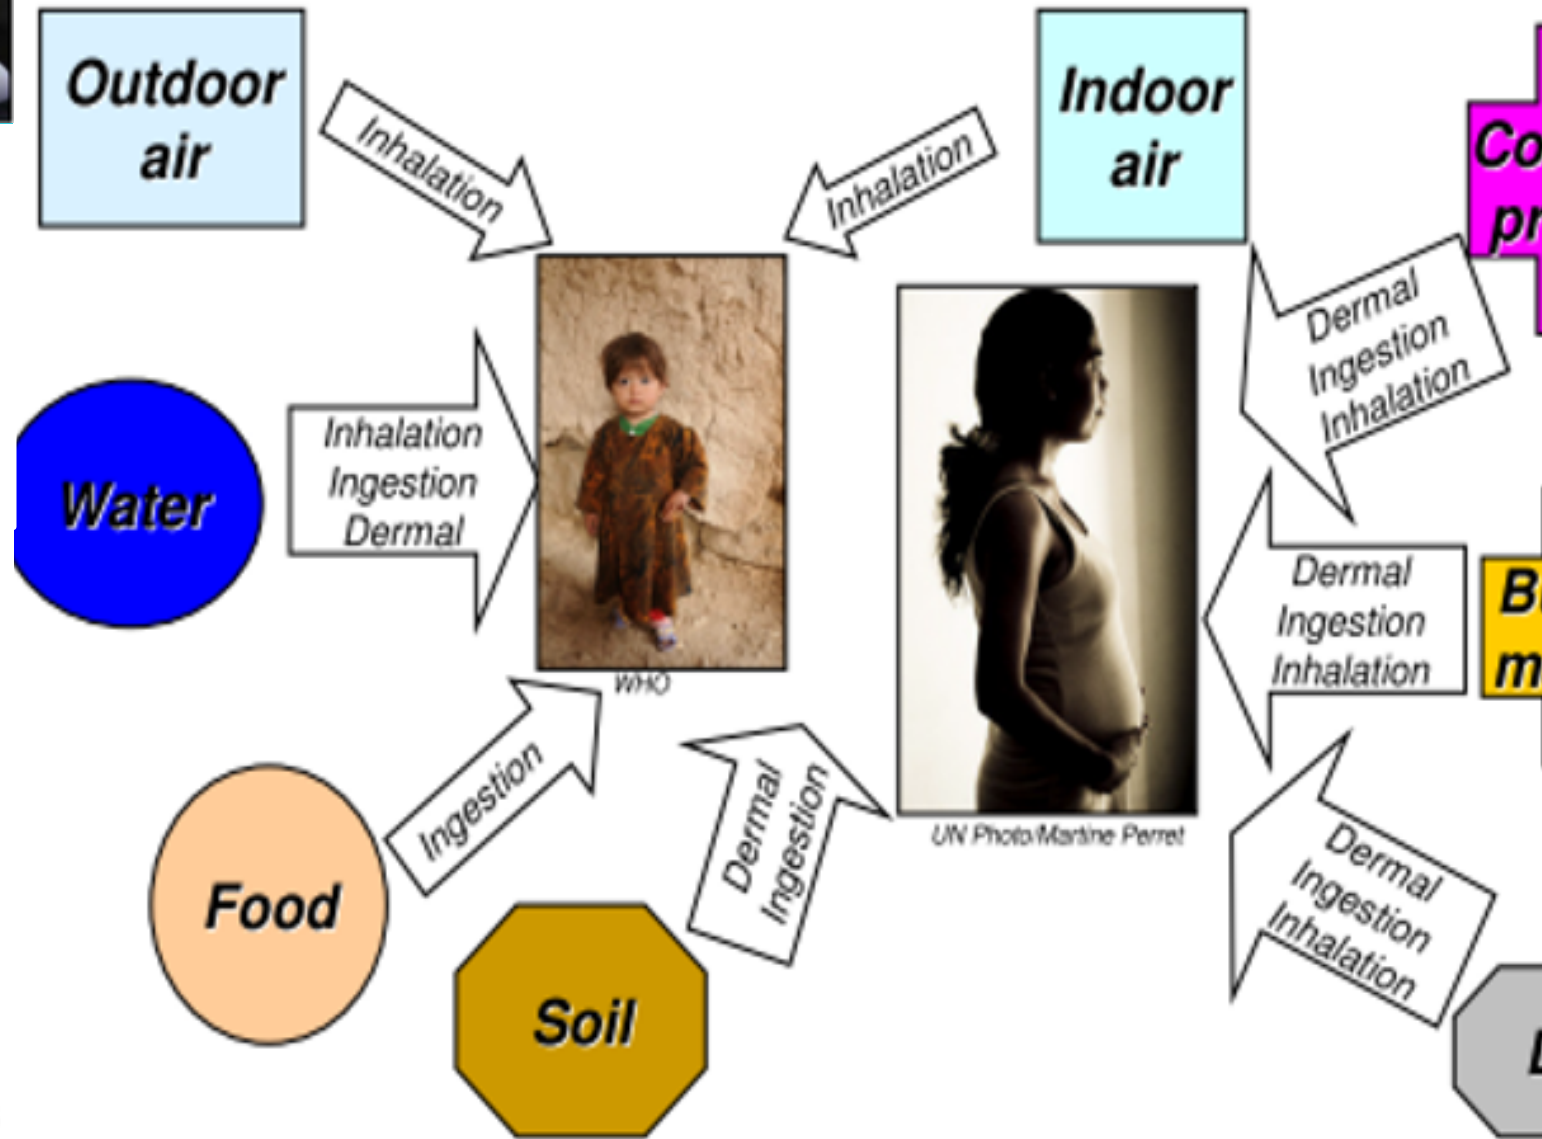 Outdoor
air
Inhalation
Inhalation
Indoor
air
Dermal
Ingestion
Inhalation
Water
Inhalation
Ingestion
Dermal
WHO
Dermal
Ingestion
Inhalation
Food
Ingestion
Dermal
Ingestion
UN Photo/Martine Perret
Dermal
Ingestion
Inhalation
Soil